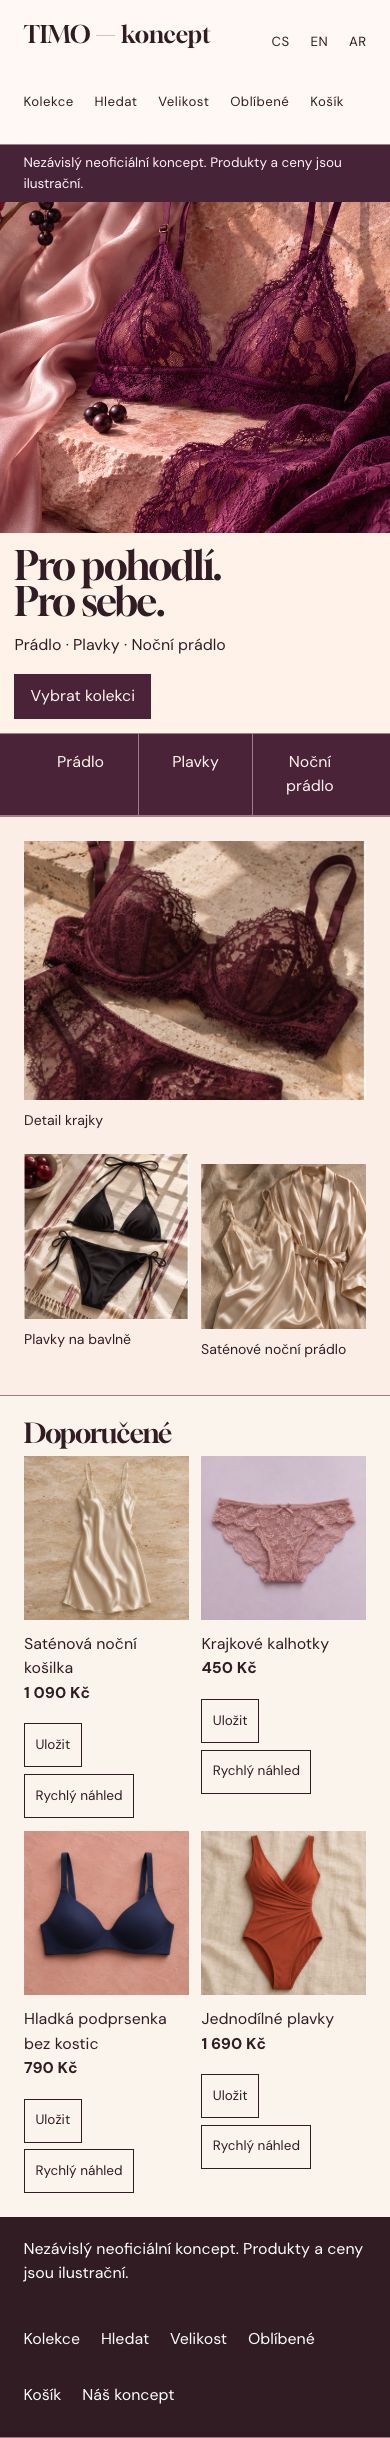 TIMO — koncept
CS EN AR
Kolekce Hledat Velikost Oblíbené Košík
Nezávislý neoficiální koncept. Produkty a ceny jsou
ilustrační.
Pro pohodlí.
Pro sebe.
Prádlo · Plavky · Noční prádlo
Vybrat kolekci
Prádlo
Plavky
Noční
prádlo
Detail krajky
Plavky na bavlně
Saténové noční prádlo
Doporučené
Saténová noční
košilka
1 090 Kč
Uložit
Rychlý náhled
Krajkové kalhotky
450 Kč
Uložit
Rychlý náhled
Hladká podprsenka
bez kostic
790 Kč
Uložit
Rychlý náhled
Jednodílné plavky
1 690 Kč
Uložit
Rychlý náhled
Nezávislý neoficiální koncept. Produkty a ceny
jsou ilustrační.
Kolekce Hledat Velikost Oblíbené
Košík Náš koncept